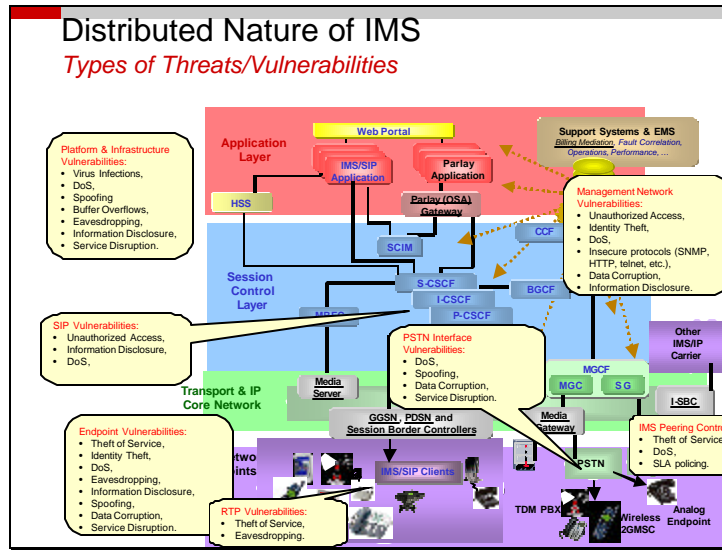 Distributed Nature of IMS
Types of Threats/Vulnerabilities
Platform & Infrastructure
Vulnerabilities:
• Virus Infections,
• DoS,
• Spoofing
• Buffer Overflows,
• Eavesdropping,
• Information Disclosure,
• Service Disruption.
Application
Layer
Web Portal
IMS/SIP
Application
Parlay
Application
HSS
Parlay (OSA)
Gateway
SCIM
CCF
Support Systems & EMS
Billing Mediation, Fault Correlation,
Operations, Performance, ...
Management Network
Vulnerabilities:
• Unauthorized Access,
• Identity Theft,
• DoS,
• Insecure protocols (SNMP,
HTTP, telnet, etc.),
• Data Corruption,
• Information Disclosure.
Session
Control
Layer
S-CSCF
I-CSCF
P-CSCF
BGCF
SIP Vulnerabilities:
• Unauthorized Access,
• Information Disclosure,
• DoS,
PSTN Interface
Vulnerabilities:
• DoS,
• Spoofing,
• Data Corruption,
• Service Disruption.
Other
IMS/IP
Carrier
MGCF
MGC
SG
Transport & IP
Core Network
Media
Server
Media
Gateway
I-SBC
GGSN, PDSN and
Session Border Controllers
Endpoint Vulnerabilities:
• Theft of Service,
• Identity Theft,
• DoS,
• Eavesdropping,
• Information Disclosure,
• Spoofing,
• Data Corruption,
• Service Disruption.
IMS Peering Contro
• Theft of Service
• DoS,
• SLA policing.
IMS/SIP Clients
PSTN
RTP Vulnerabilities:
• Theft of Service,
• Eavesdropping.
TDM PBX
Wireless
2GMSC
Analog
Endpoint